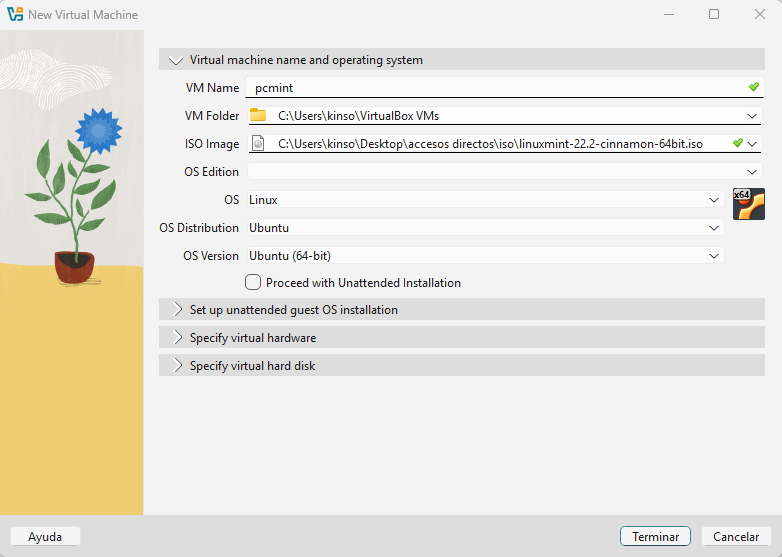 New Virtual Machine
Virtual machine name and operating system
VM Name pcmint
VM Folder C:\Users\kinso\VirtualBox VMs
ISO Image C:\Users\kinso\Desktop\accesos directos\iso\linuxmint-22.2-cinnamon-64bit.iso
OS Edition
OS Linux x64
OS Distribution Ubuntu
OS Version Ubuntu (64-bit)
Proceed with Unattended Installation
Set up unattended guest OS installation
Specify virtual hardware
Specify virtual hard disk
Ayuda Terminar Cancelar